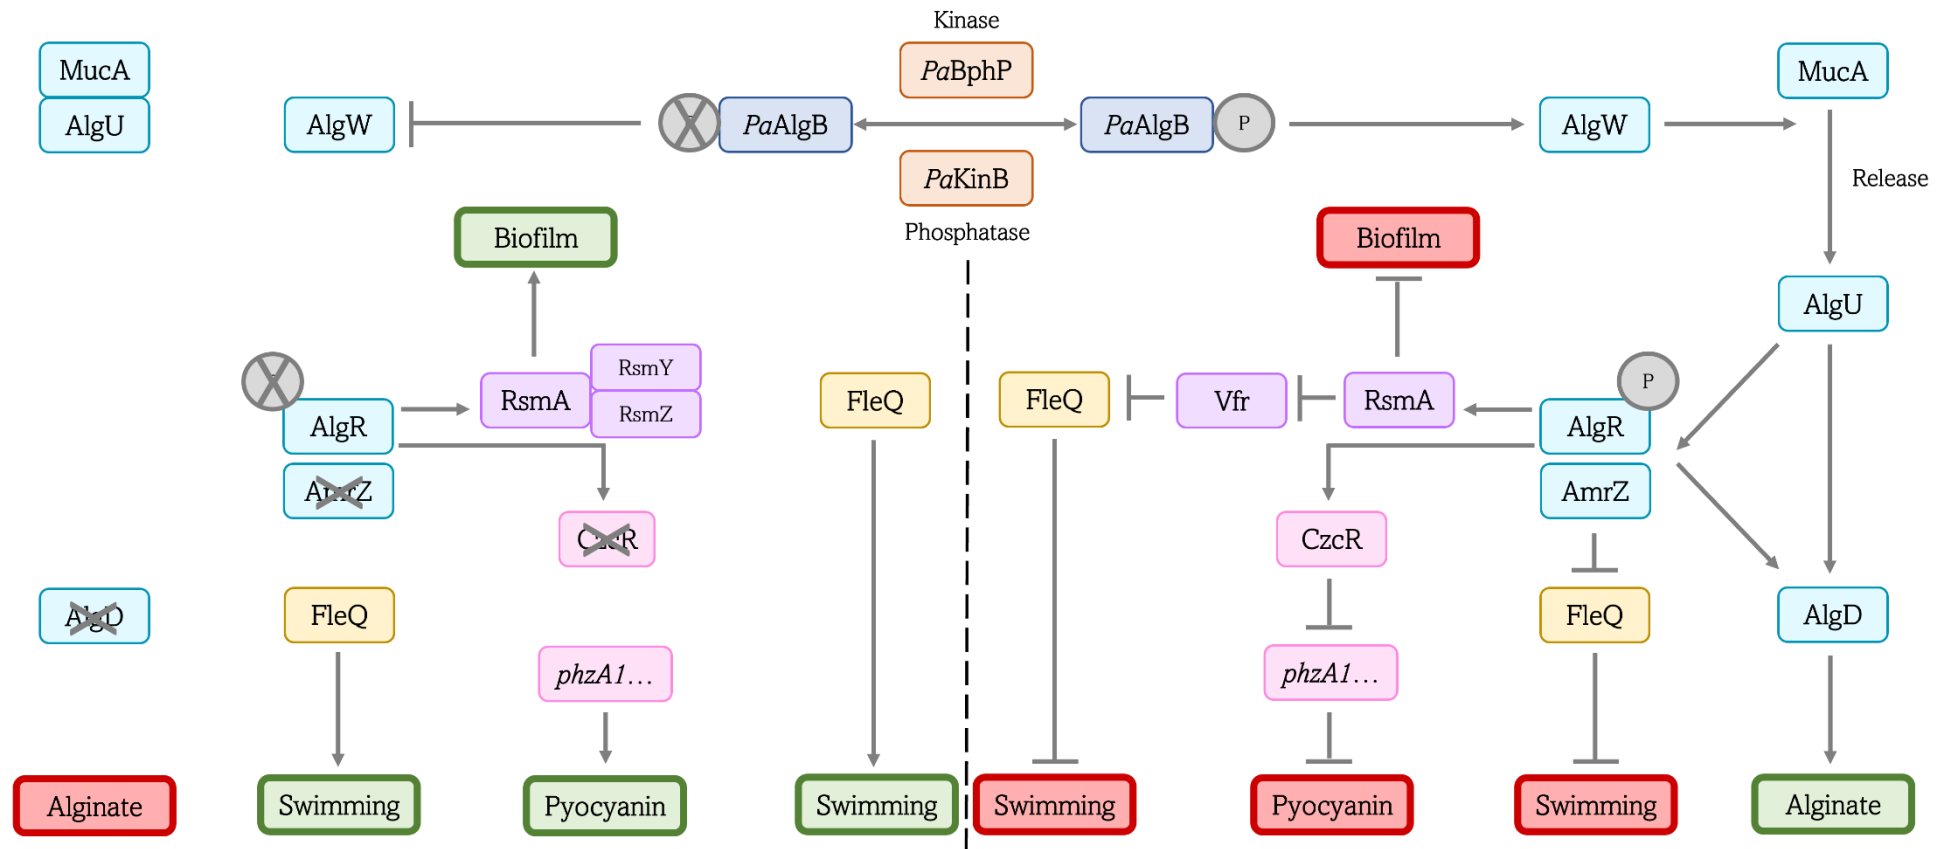 Kinase
MucA
PaBphP
MucA
AlgU
AlgW
PaAlgB
PaAlgB
P
AlgW
PaKinB
Release
Phosphatase
Biofilm
Biofilm
AlgU
RsmY
RsmA
RsmZ
FleQ
FleQ
Vfr
RsmA
P
AlgR
AlgR
AmrZ
AmrZ
CzcR
CzcR
AlgD
FleQ
FleQ
AlgD
phzA1...
phzA1...
Alginate
Swimming
Pyocyanin
Swimming
Swimming
Pyocyanin
Swimming
Alginate